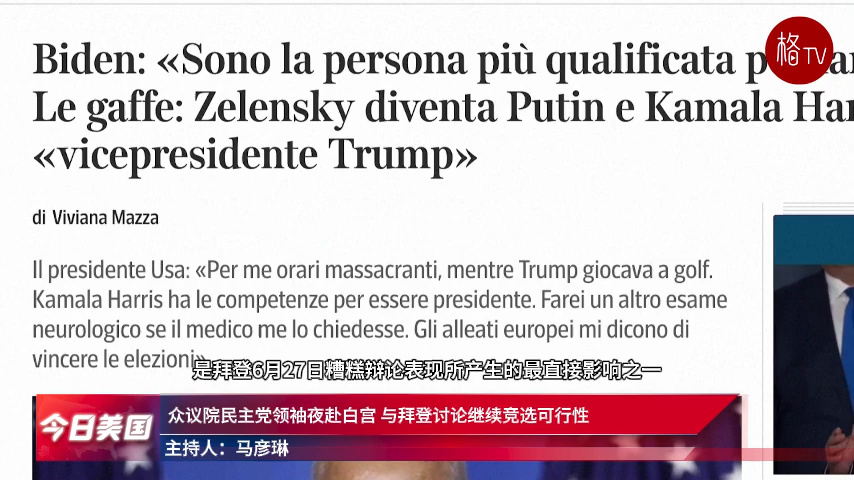 格TV
Biden: «Sono la persona più qualificata p
Le gaffe: Zelensky diventa Putin e Kamala Har
«vicepresidente Trump»
di Viviana Mazza
Il presidente Usa: «Per me orari massacranti, mentre Trump giocava a golf.
Kamala Harris ha le competenze per essere presidente. Farei un altro esame
neurologico se il medico me lo chiedesse. Gli alleati europei mi dicono di
vincere le elezioni»
是拜登6月27日糟糕辩论表现所产生的最直接影响之一
今日美国
众议院民主党领袖夜赴白宫 与拜登讨论继续竞选可行性
主持人：马彦琳